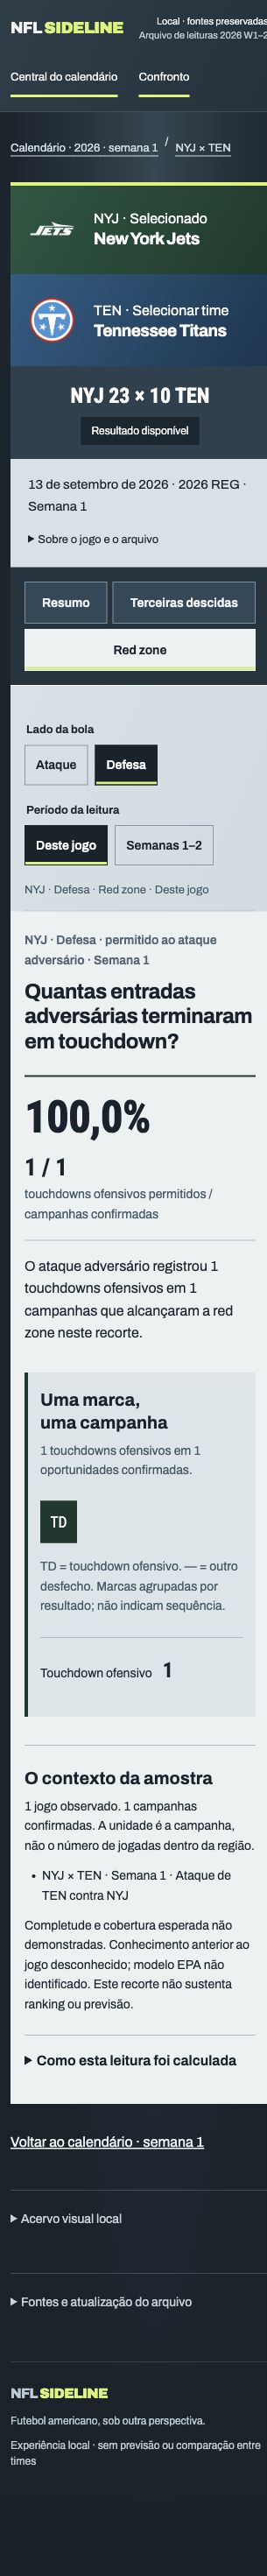 NFL SIDELINE
Local · fontes preservadas
Arquivo de leituras 2026 W1–2
Central do calendário
Confronto
Calendário · 2026 · semana 1 / NYJ × TEN
JETS
NYJ · Selecionado
New York Jets
TEN · Selecionar time
Tennessee Titans
NYJ 23 × 10 TEN
Resultado disponível
13 de setembro de 2026 · 2026 REG ·
Semana 1
▶ Sobre o jogo e o arquivo
Resumo
Terceiras descidas
Red zone
Lado da bola
Ataque
Defesa
Período da leitura
Deste jogo
Semanas 1–2
NYJ · Defesa · Red zone · Deste jogo
NYJ · Defesa · permitido ao ataque
adversário · Semana 1
Quantas entradas
adversárias terminaram
em touchdown?
100,0%
1 / 1
touchdowns ofensivos permitidos /
campanhas confirmadas
O ataque adversário registrou 1
touchdowns ofensivos em 1
campanhas que alcançaram a red
zone neste recorte.
Uma marca,
uma campanha
1 touchdowns ofensivos em 1
oportunidades confirmadas.
TD
TD = touchdown ofensivo. — = outro
desfecho. Marcas agrupadas por
resultado; não indicam sequência.
Touchdown ofensivo 1
O contexto da amostra
1 jogo observado. 1 campanhas
confirmadas. A unidade é a campanha,
não o número de jogadas dentro da região.
• NYJ × TEN · Semana 1 · Ataque de
TEN contra NYJ
Completude e cobertura esperada não
demonstradas. Conhecimento anterior ao
jogo desconhecido; modelo EPA não
identificado. Este recorte não sustenta
ranking ou previsão.
▶ Como esta leitura foi calculada
Voltar ao calendário · semana 1
▶ Acervo visual local
▶ Fontes e atualização do arquivo
NFL SIDELINE
Futebol americano, sob outra perspectiva.
Experiência local · sem previsão ou comparação entre
times